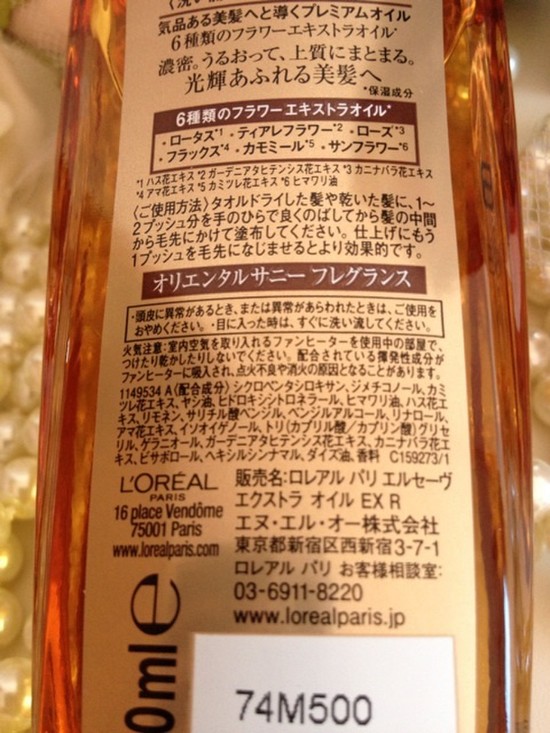 気品ある美髪へと導くプレミアムオイル
6種類のフラワーエキストラオイル*
濃密。うるおって、上質にまとまる。
光輝あふれる美髪へ
*保湿成分
6種類のフラワーエキストラオイル*
・ロータス*1 ・ティアレフラワー*2 ・ローズ*3
・フラックス*4 ・カモミール*5 ・サンフラワー*6
*1 ハス花エキス *2 ガーデニアタヒテンシス花エキス *3 カニナバラ花エキス
*4 アマ花エキス *5 カミツレ花エキス *6 ヒマワリ油
〈ご使用方法〉タオルドライした髪や乾いた髪に、1〜
2プッシュ分を手のひらで良くのばしてから髪の中間
から毛先にかけて塗布してください。仕上げにもう
1プッシュを毛先になじませるとより効果的です。
オリエンタルサニー フレグランス
・頭皮に異常があるとき、または異常があらわれたときは、ご使用を
おやめください。・目に入った時は、すぐに洗い流してください。
火気注意:室内空気を取り入れるファンヒーターを使用中の部屋で、
つけたり乾かしたりしないでください。配合されている揮発性成分が
ファンヒーターに吸入され、点火不良や消火の原因となることがあります。
1149534 A〈配合成分〉シクロペンタシロキサン、ジメチコノール、カミ
ツレ花エキス、ヤシ油、ヒドロキシシトロネラール、ヒマワリ油、ハス花エ
キス、リモネン、サリチル酸ベンジル、ベンジルアルコール、リナロール、
アマ花エキス、イソオイゲノール、トリ(カプリル酸/カプリン酸)グリセ
リル、ゲラニオール、ガーデニアタヒテンシス花エキス、カニナバラ花エ
キス、ビサボロール、ヘキシルシンナマル、ダイズ油、香料 C159273/1
L'ORÉAL
PARIS
16 place Vendôme
75001 Paris
www.lorealparis.com
販売名:ロレアル パリ エルセーヴ
エクストラ オイル EX R
エヌ・エル・オー株式会社
東京都新宿区西新宿3-7-1
ロレアル パリ お客様相談室:
03-6911-8220
www.lorealparis.jp
0ml e
74M500